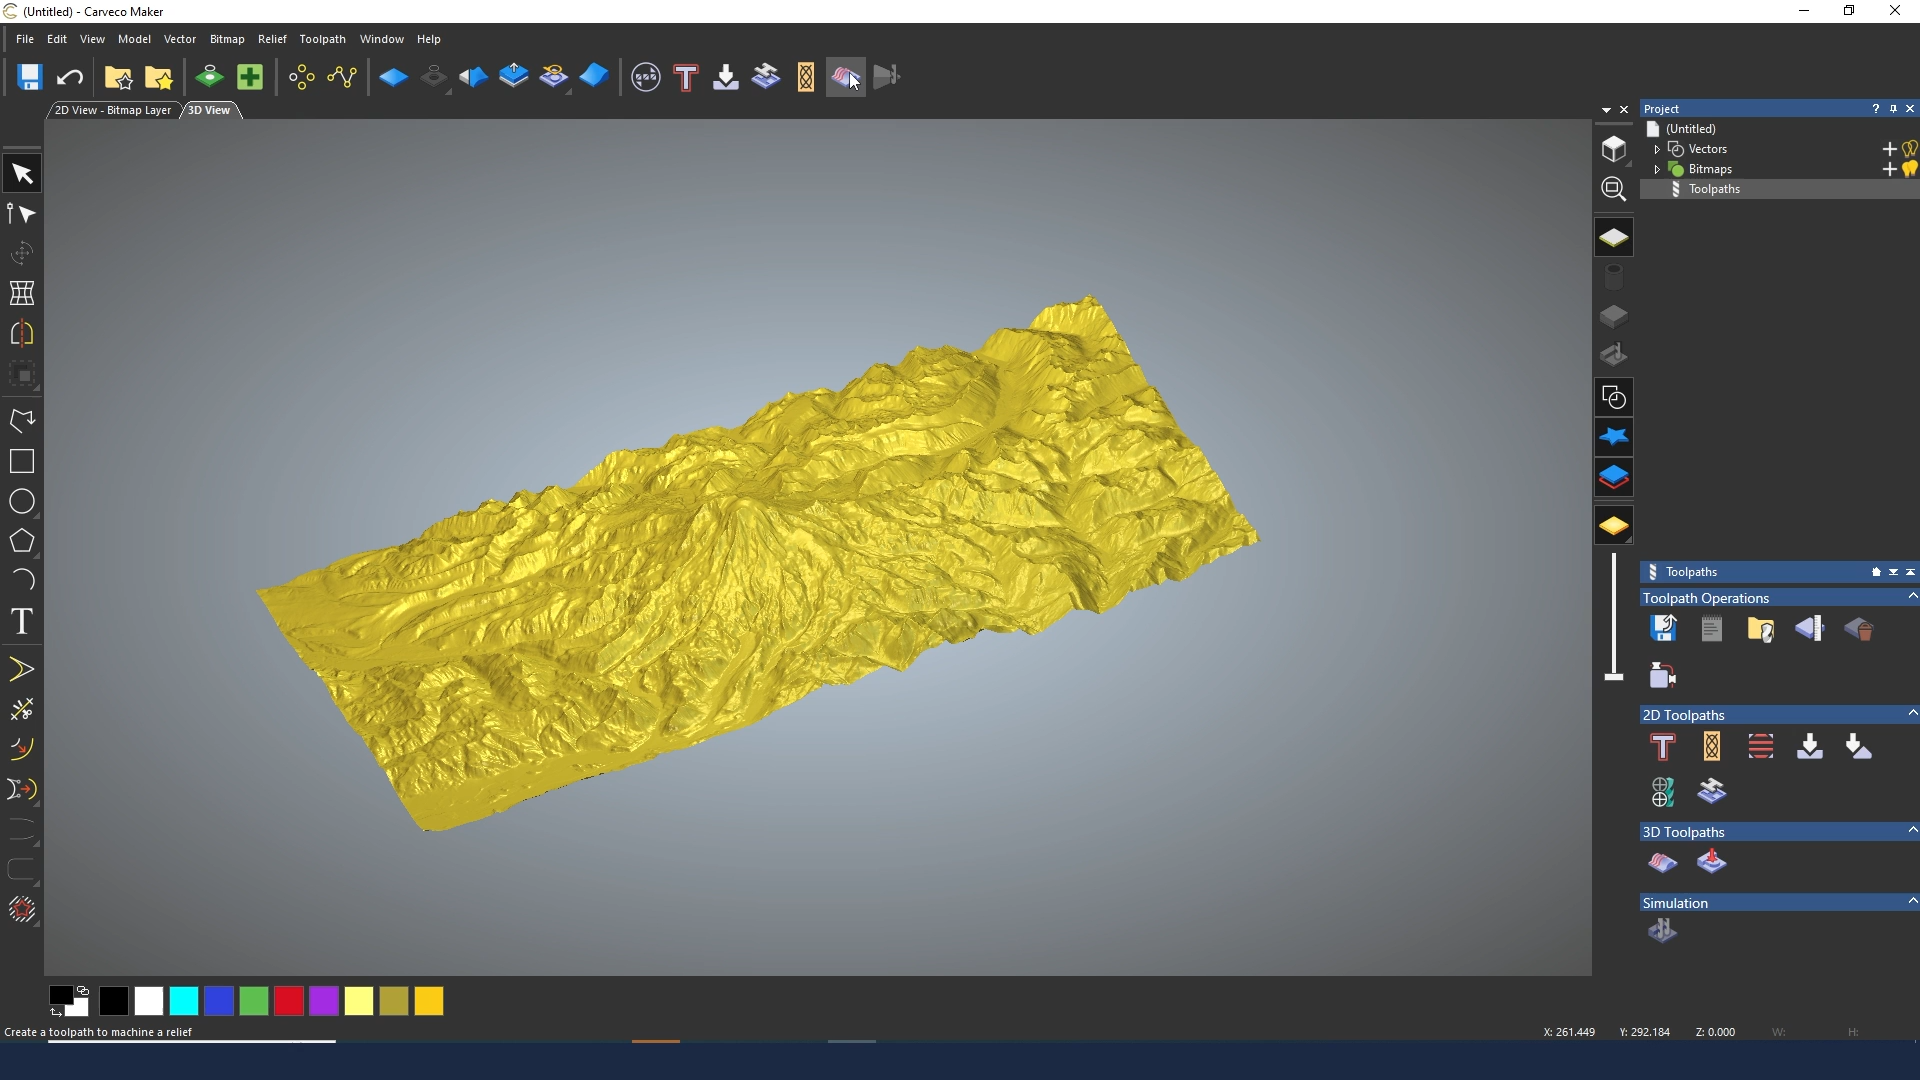 (Untitled) - Carveco Maker
File Edit View Model Vector Bitmap Relief Toolpath Window Help
2D View - Bitmap Layer
3D View
Project
(Untitled)
Vectors
Bitmaps
Toolpaths
Toolpaths
Toolpath Operations
2D Toolpaths
3D Toolpaths
Simulation
Create a toolpath to machine a relief
X: 261.449 Y: 292.184 Z: 0.000 W: H: